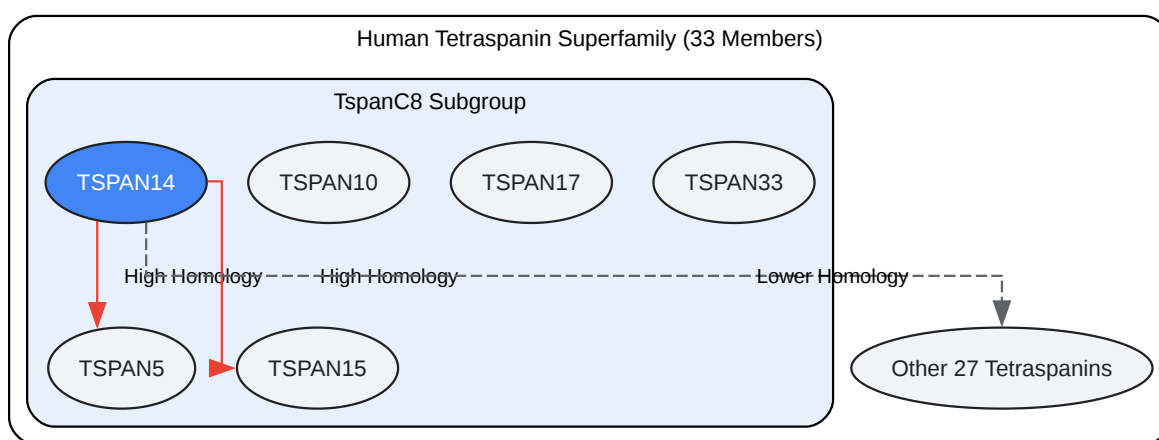 Human Tetraspanin Superfamily (33 Members)
TspanC8 Subgroup
TSPAN14
TSPAN10
TSPAN17
TSPAN33
High Homology
High Homology
Lower Homology
TSPAN5
TSPAN15
Other 27 Tetraspanins